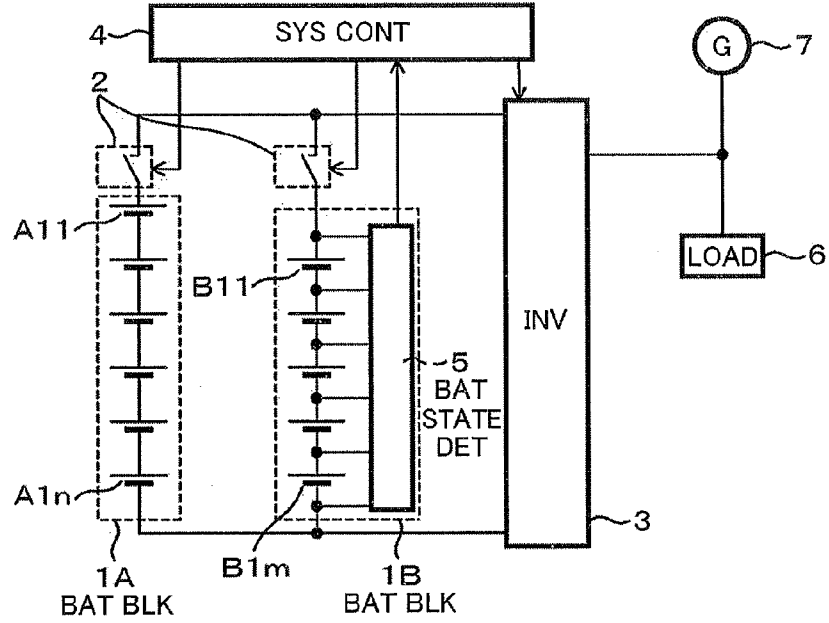 4
SYS CONT
G
7
2
A11
B11
INV
LOAD
6
5
BAT
STATE
DET
A1n
B1m
3
1A
BAT BLK
1B
BAT BLK